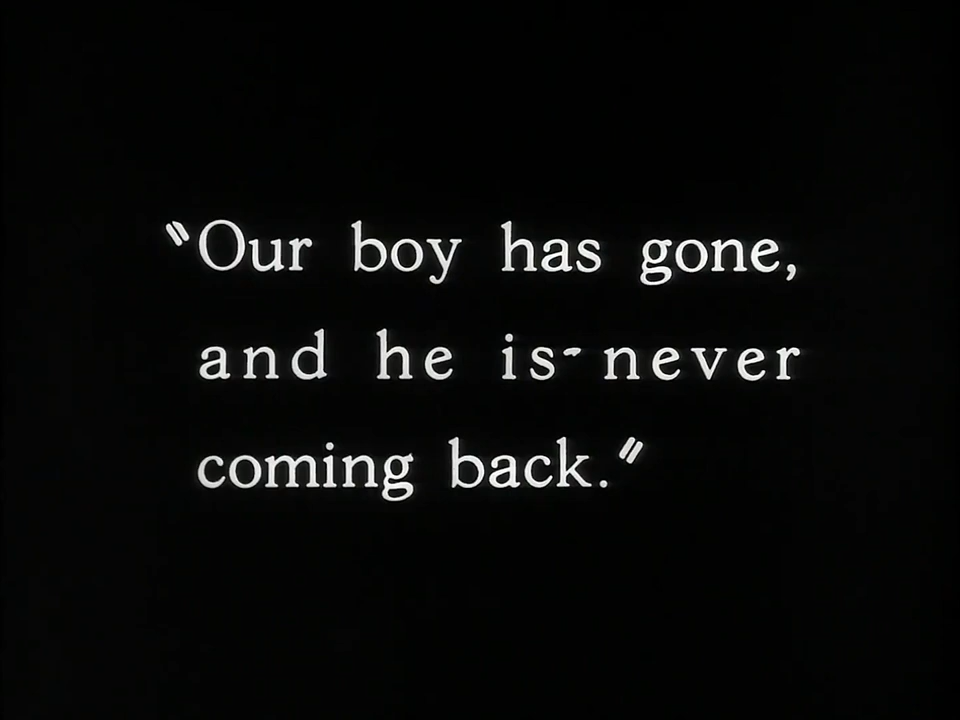 "Our boy has gone,
and he is-never
coming back."